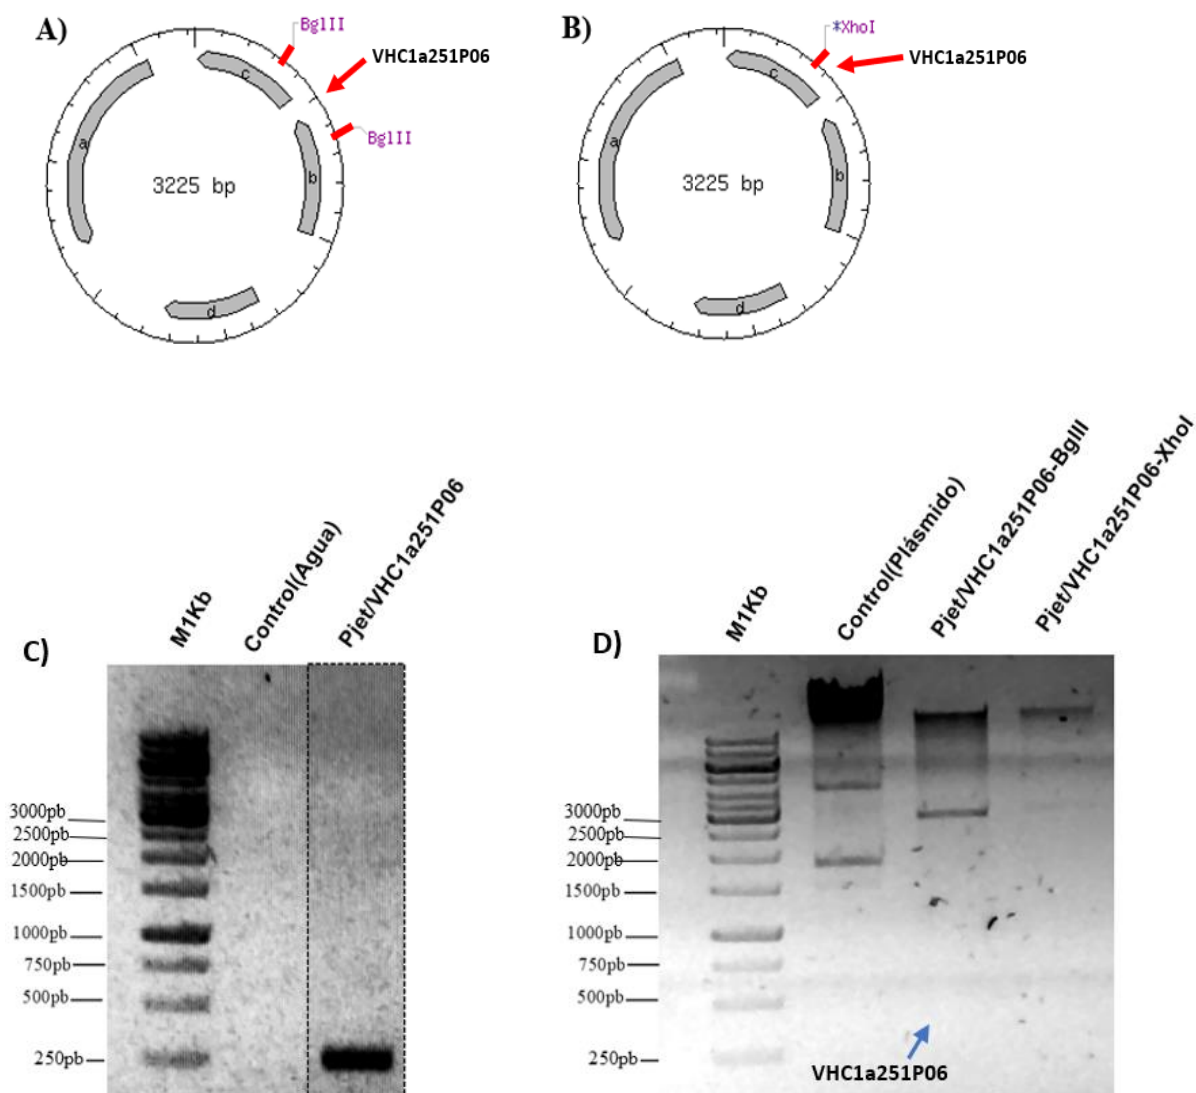 A)
BglII
VHC1a251P06
BglII
c
a
b
3225 bp
d
B)
*XhoI
VHC1a251P06
c
a
b
3225 bp
d
C)
M1Kb
Control(Agua)
Pjet/VHC1a251P06
3000pb
2500pb
2000pb
1500pb
1000pb
750pb
500pb
250pb
D)
M1Kb
Control(Plásmido)
Pjet/VHC1a251P06-BglII
Pjet/VHC1a251P06-XhoI
3000pb
2500pb
2000pb
1500pb
1000pb
750pb
500pb
250pb
VHC1a251P06